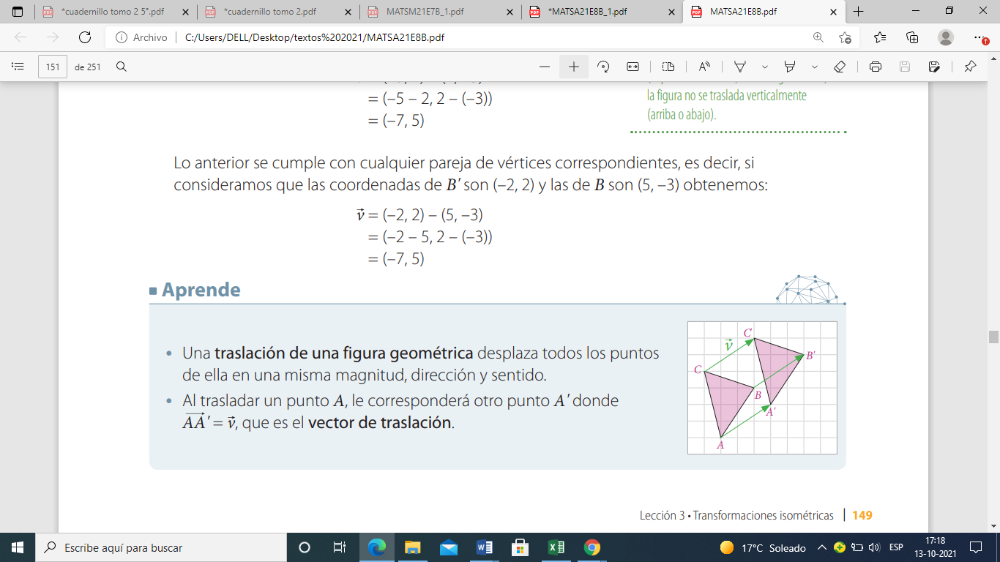 *cuadernillo tomo 2 5°.pdf
*cuadernillo tomo 2.pdf
MATSM21E7B_1.pdf
*MATSA21E8B_1.pdf
MATSA21E8B.pdf
Archivo
C:/Users/DELL/Desktop/textos%202021/MATSA21E8B.pdf
151 de 251
= (–5 – 2, 2 – (–3))
= (–7, 5)
la figura no se traslada verticalmente
(arriba o abajo).
Lo anterior se cumple con cualquier pareja de vértices correspondientes, es decir, si
consideramos que las coordenadas de B' son (–2, 2) y las de B son (5, –3) obtenemos:
v⃗ = (–2, 2) – (5, –3)
= (–2 – 5, 2 – (–3))
= (–7, 5)
Aprende
• Una traslación de una figura geométrica desplaza todos los puntos
de ella en una misma magnitud, dirección y sentido.
• Al trasladar un punto A, le corresponderá otro punto A' donde
AA⃗' = v⃗, que es el vector de traslación.
C'
v⃗
B'
C
B
A'
A
Lección 3 • Transformaciones isométricas | 149
Escribe aquí para buscar
17°C Soleado
ESP
17:18
13-10-2021